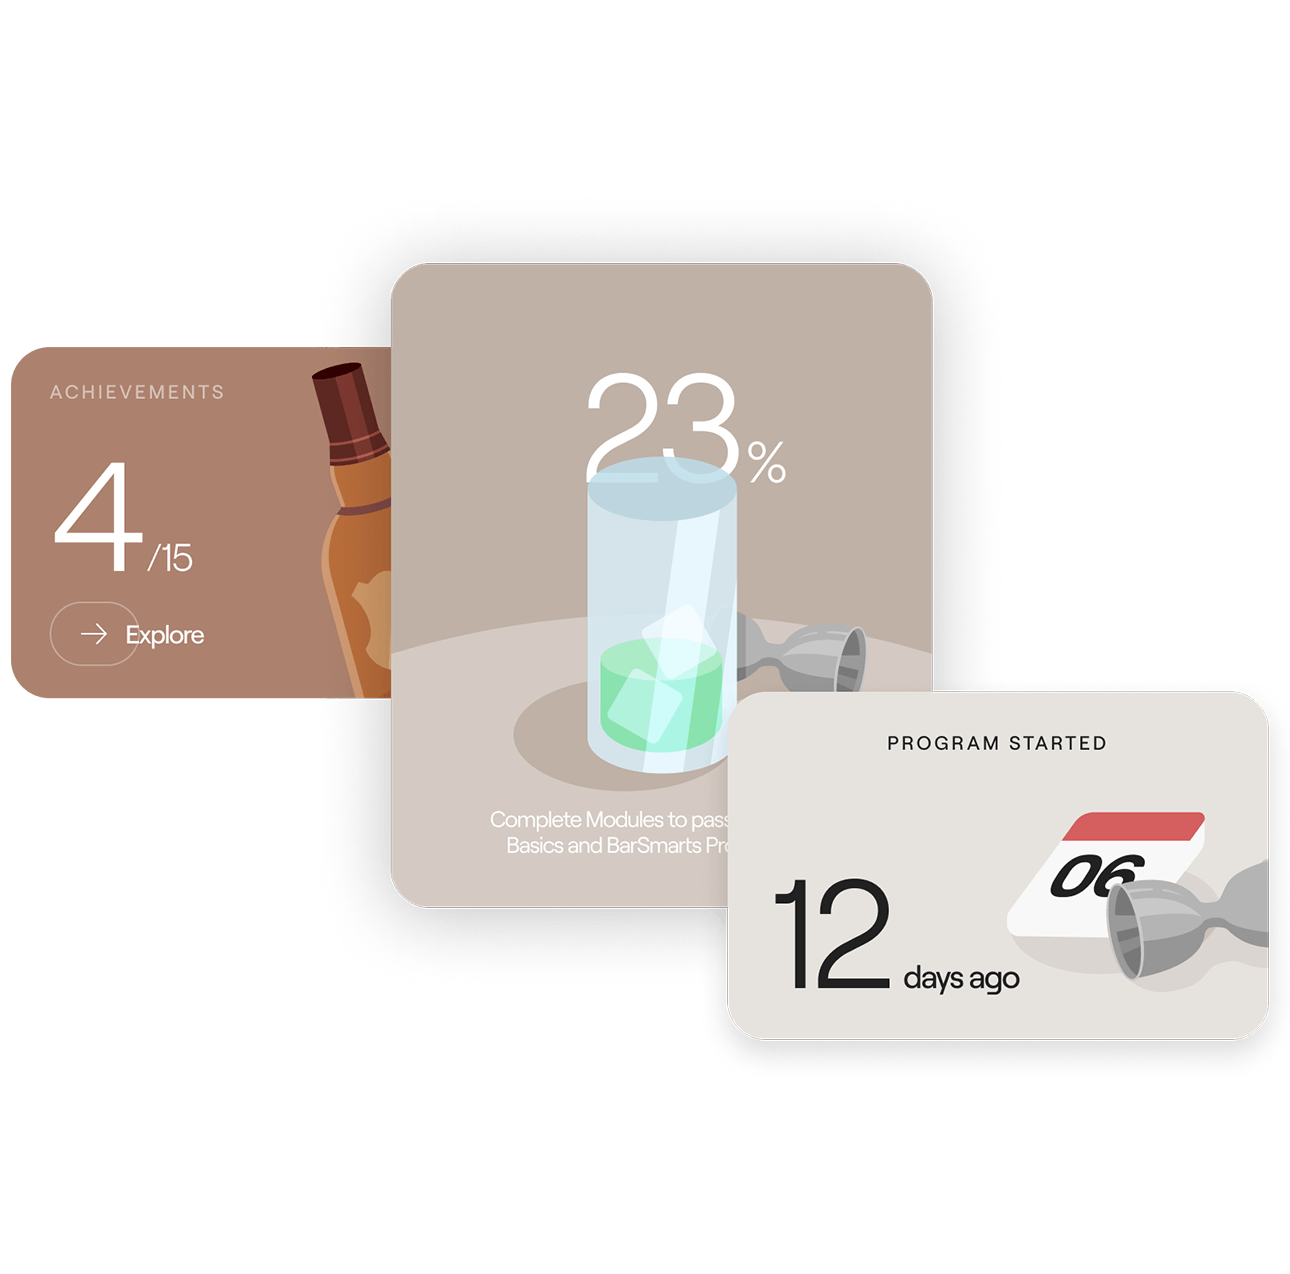 ACHIEVEMENTS
4/15
Explore
23%
Complete Modules to pass
Basics and BarSmarts
PROGRAM STARTED
06
12 days ago